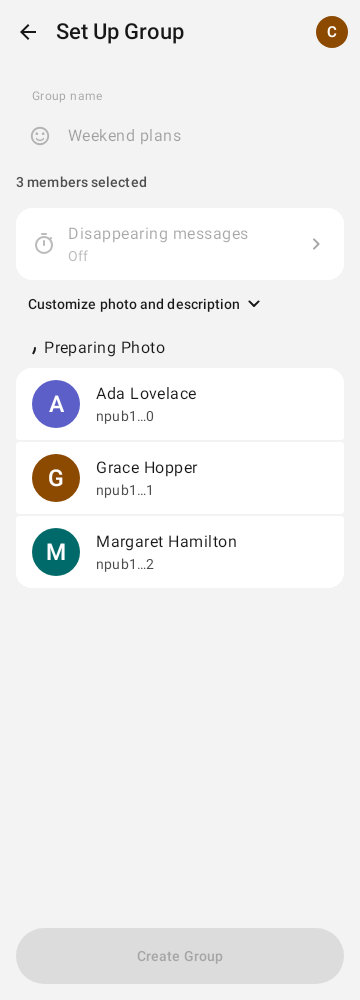 Set Up Group
C
Group name
Weekend plans
3 members selected
Disappearing messages
Off
Customize photo and description
Preparing Photo
A
Ada Lovelace
npub1…0
G
Grace Hopper
npub1…1
M
Margaret Hamilton
npub1…2
Create Group